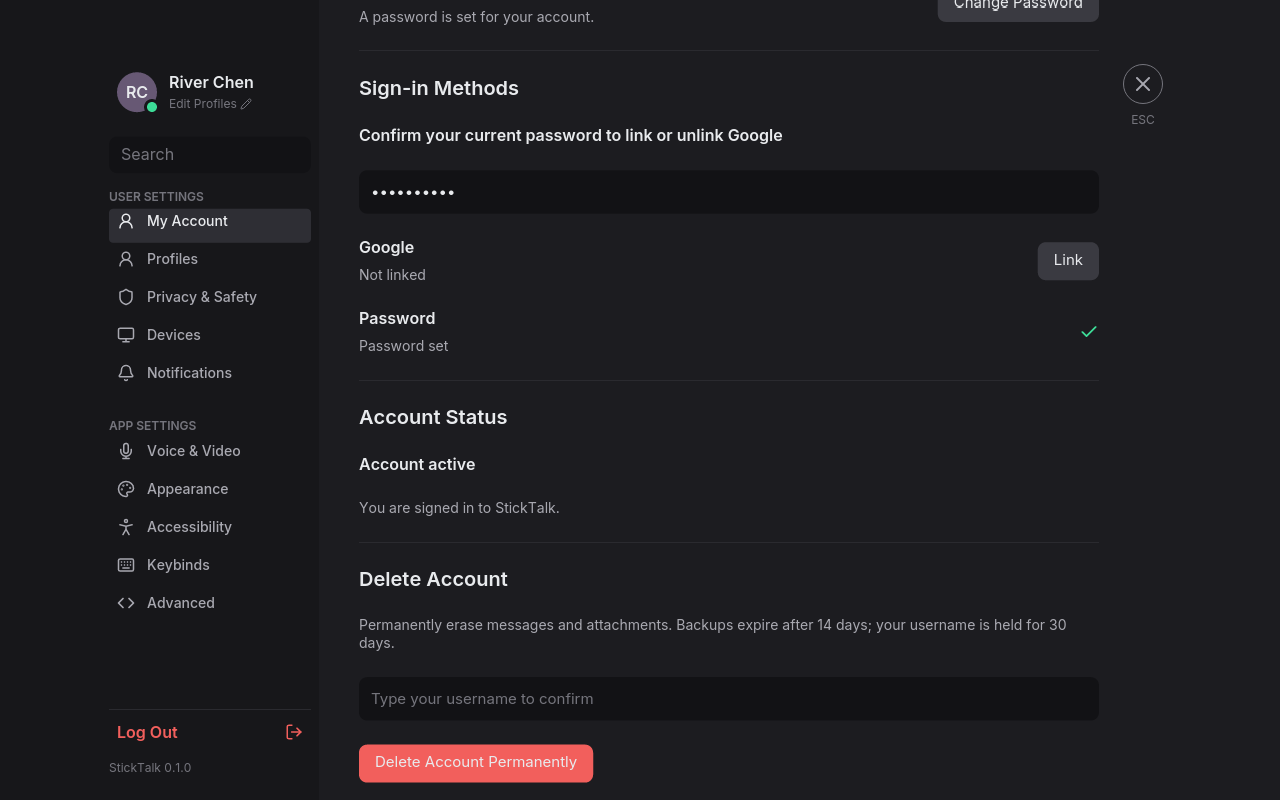 RC
River Chen
Edit Profiles
Search
USER SETTINGS
My Account
Profiles
Privacy & Safety
Devices
Notifications
APP SETTINGS
Voice & Video
Appearance
Accessibility
Keybinds
Advanced
Log Out
StickTalk 0.1.0
A password is set for your account.
Change Password
Sign-in Methods
Confirm your current password to link or unlink Google
••••••••••
Google
Not linked
Link
Password
Password set
Account Status
Account active
You are signed in to StickTalk.
Delete Account
Permanently erase messages and attachments. Backups expire after 14 days; your username is held for 30
days.
Type your username to confirm
Delete Account Permanently
ESC